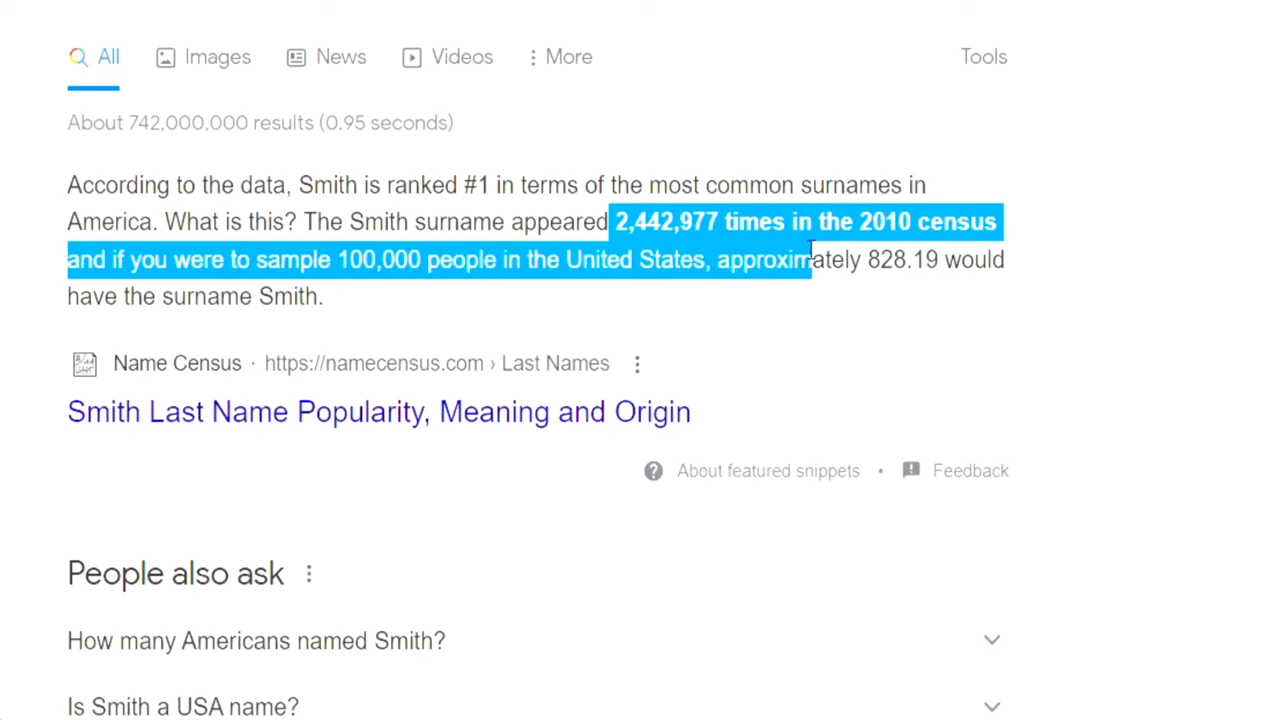 All Images News Videos More Tools
About 742,000,000 results (0.95 seconds)
According to the data, Smith is ranked #1 in terms of the most common surnames in
America. What is this? The Smith surname appeared 2,442,977 times in the 2010 census
and if you were to sample 100,000 people in the United States, approximately 828.19 would
have the surname Smith.
Name Census · https://namecensus.com › Last Names
Smith Last Name Popularity, Meaning and Origin
About featured snippets • Feedback
People also ask
How many Americans named Smith?
Is Smith a USA name?